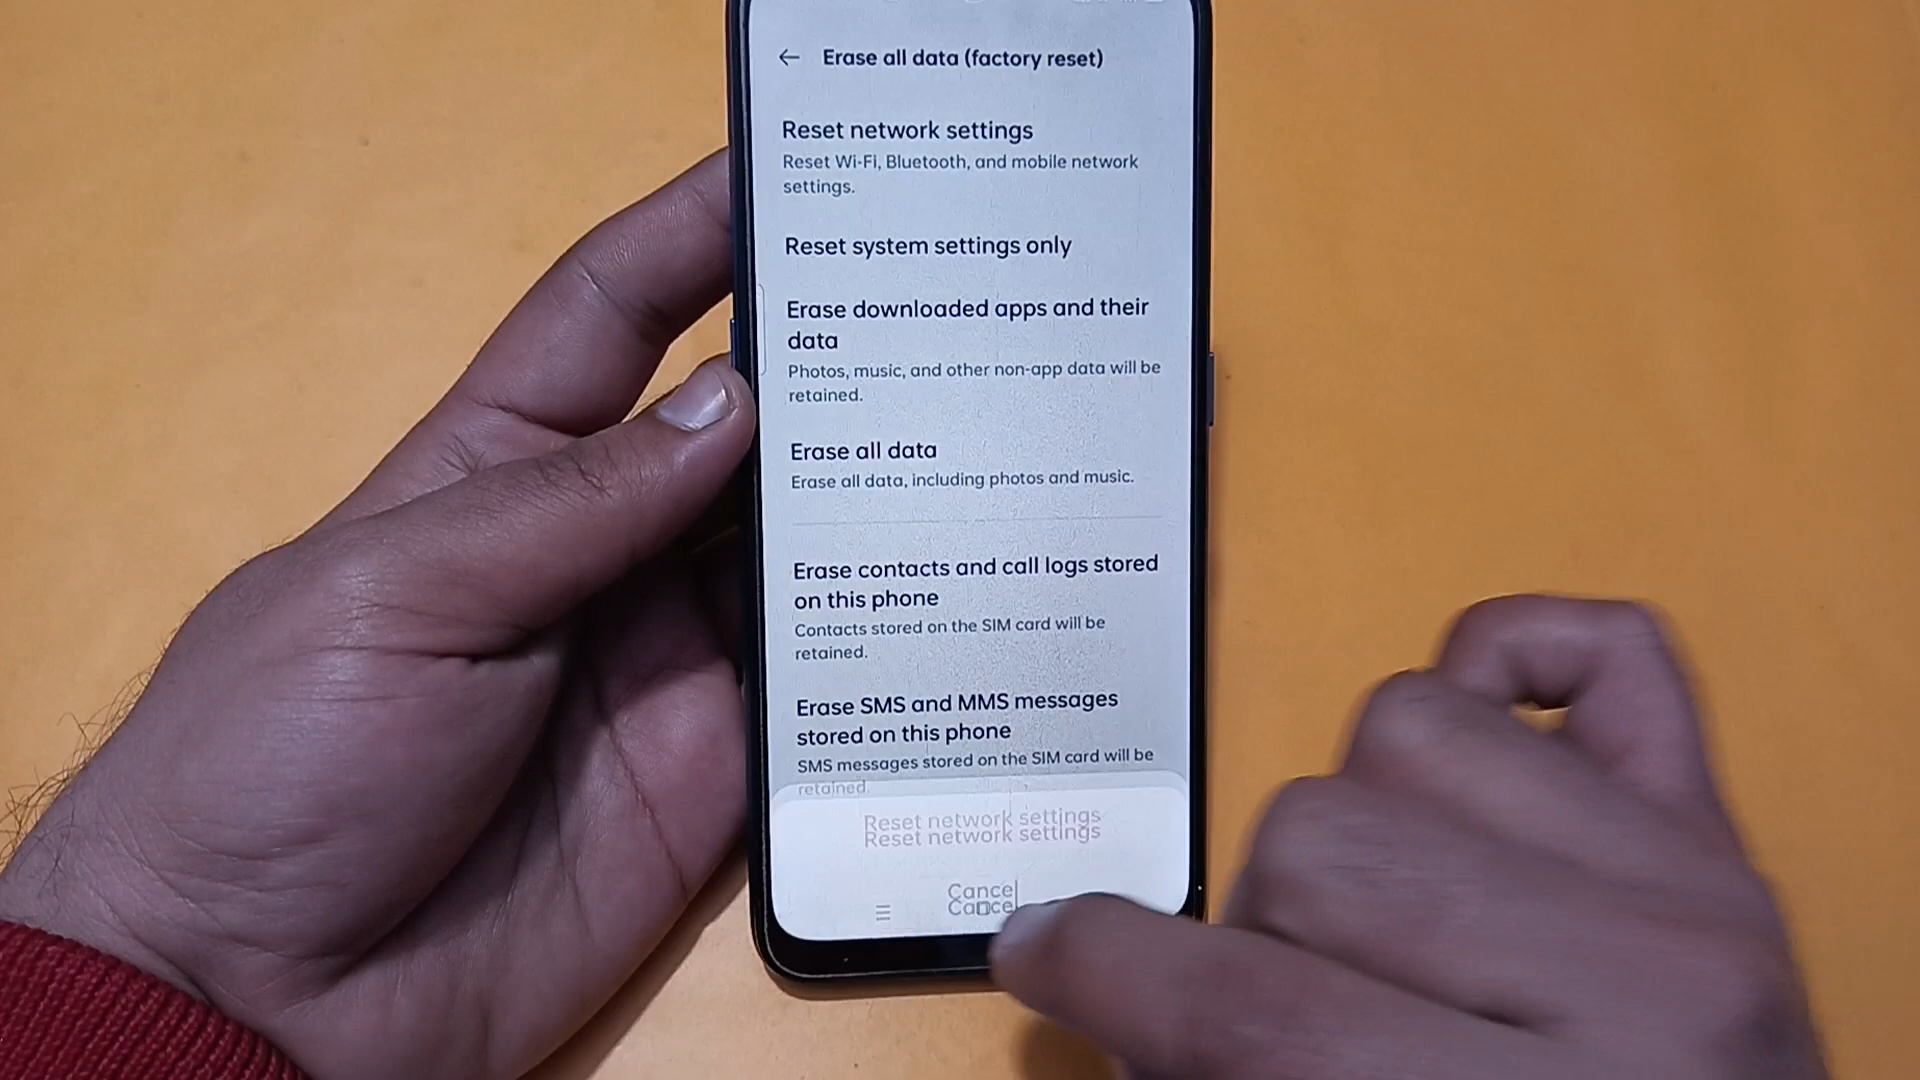 Erase all data (factory reset)
Reset network settings
Reset Wi-Fi, Bluetooth, and mobile network
settings.
Reset system settings only
Erase downloaded apps and their
data
Photos, music, and other non-app data will be
retained.
Erase all data
Erase all data, including photos and music.
Erase contacts and call logs stored
on this phone
Contacts stored on the SIM card will be
retained.
Erase SMS and MMS messages
stored on this phone
SMS messages stored on the SIM card will be
retained.
Reset network settings
Reset network settings
Cancel
Cancel